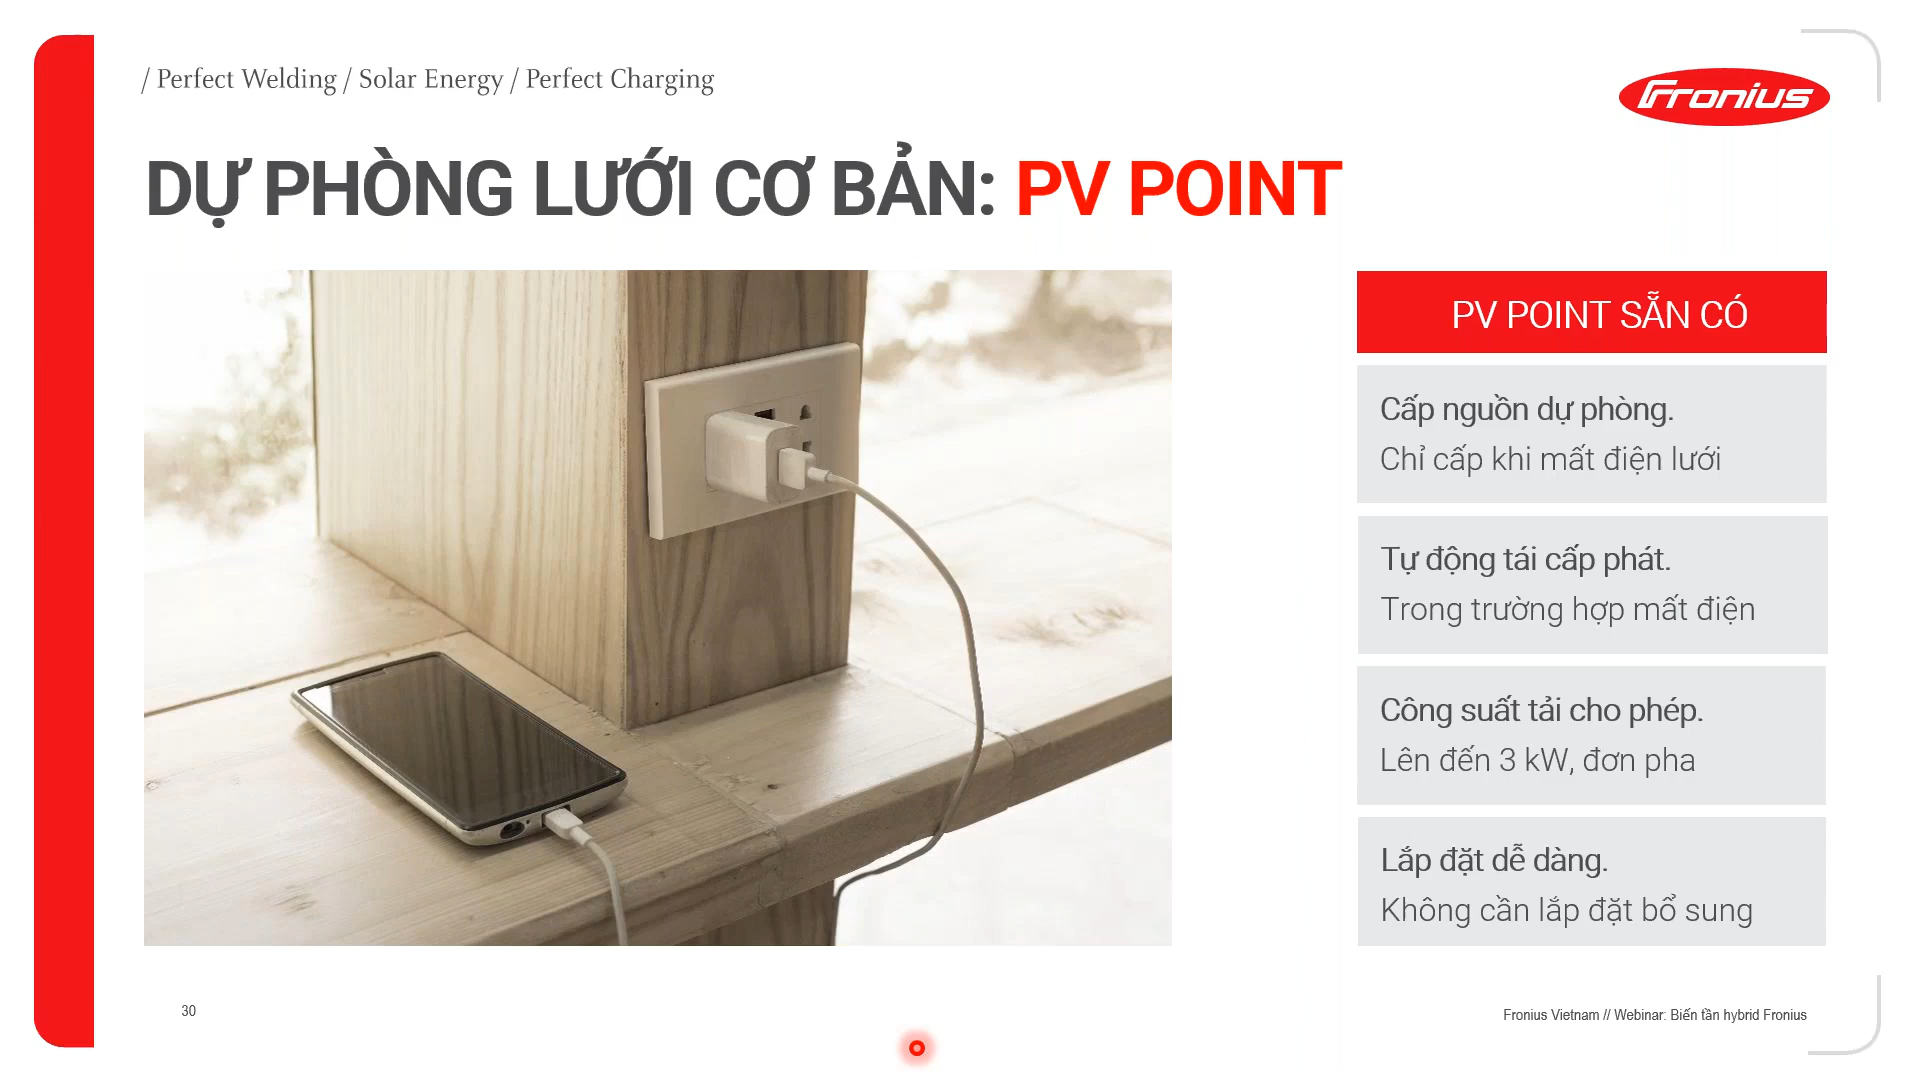 / Perfect Welding / Solar Energy / Perfect Charging
Fronius
DỰ PHÒNG LƯỚI CƠ BẢN: PV POINT
PV POINT SẴN CÓ
Cấp nguồn dự phòng.
Chỉ cấp khi mất điện lưới
Tự động tái cấp phát.
Trong trường hợp mất điện
Công suất tải cho phép.
Lên đến 3 kW, đơn pha
Lắp đặt dễ dàng.
Không cần lắp đặt bổ sung
30
Fronius Vietnam // Webinar: Biến tần hybrid Fronius